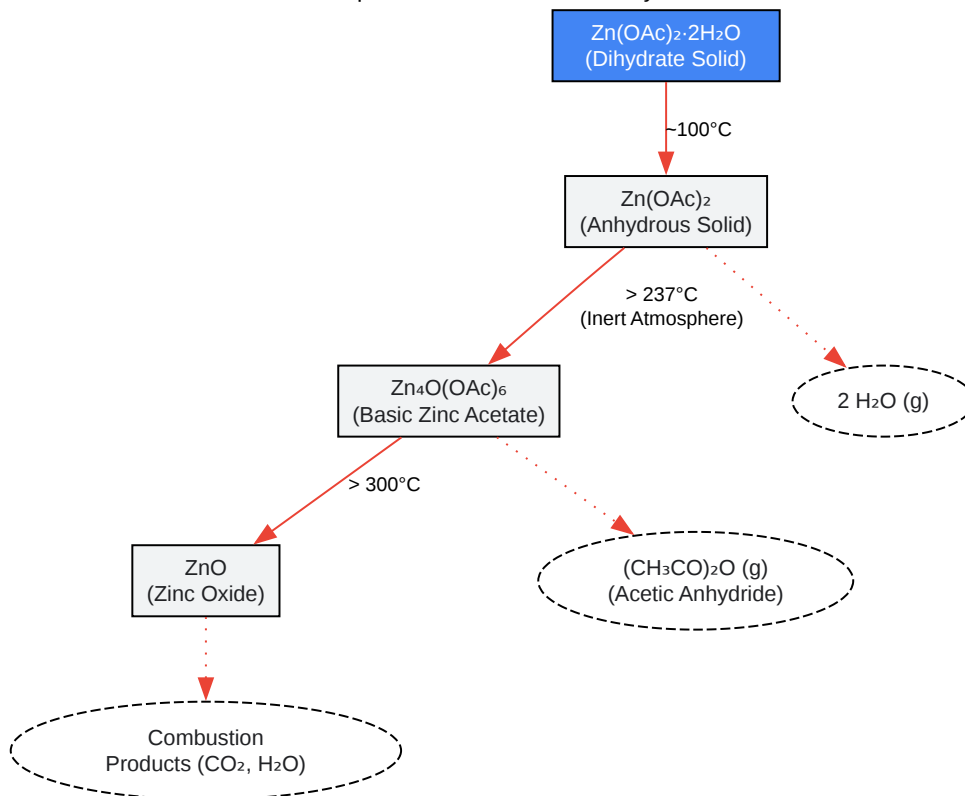 Zn(OAc)₂·2H₂O
(Dihydrate Solid)
~100°C
Zn(OAc)₂
(Anhydrous Solid)
> 237°C
(Inert Atmosphere)
Zn₄O(OAc)₆
(Basic Zinc Acetate)
2 H₂O (g)
> 300°C
ZnO
(Zinc Oxide)
(CH₃CO)₂O (g)
(Acetic Anhydride)
Combustion
Products (CO₂, H₂O)